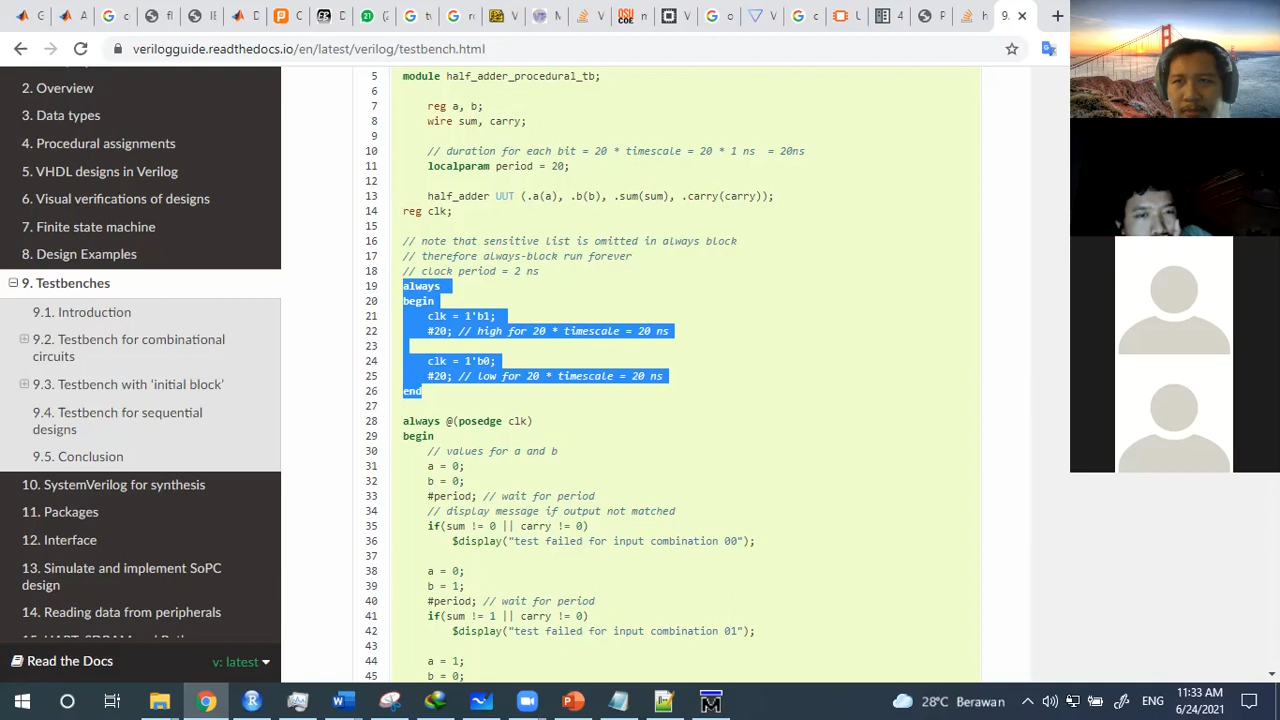 A
A
c
fl
IE
D
C
D
(2)
tu
re
V
V
M
V
OSU
COE
m
V
o
V
c
U
4
P
h
9.
verilogguide.readthedocs.io/en/latest/verilog/testbench.html
2. Overview
3. Data types
4. Procedural assignments
5. VHDL designs in Verilog
6. Visual verifications of designs
7. Finite state machine
8. Design Examples
9. Testbenches
9.1. Introduction
9.2. Testbench for combinational
circuits
9.3. Testbench with ‘initial block’
9.4. Testbench for sequential
designs
9.5. Conclusion
10. SystemVerilog for synthesis
11. Packages
12. Interface
13. Simulate and implement SoPC
design
14. Reading data from peripherals
Read the Docs
v: latest
5 module half_adder_procedural_tb;
6
7 reg a, b;
8 wire sum, carry;
9
10 // duration for each bit = 20 * timescale = 20 * 1 ns  = 20ns
11 localparam period = 20;
12
13 half_adder UUT (.a(a), .b(b), .sum(sum), .carry(carry));
14 reg clk;
15
16 // note that sensitive list is omitted in always block
17 // therefore always-block run forever
18 // clock period = 2 ns
19 always
20 begin
21 clk = 1'b1;
22 #20; // high for 20 * timescale = 20 ns
23
24 clk = 1'b0;
25 #20; // low for 20 * timescale = 20 ns
26 end
27
28 always @(posedge clk)
29 begin
30 // values for a and b
31 a = 0;
32 b = 0;
33 #period; // wait for period
34 // display message if output not matched
35 if(sum != 0 || carry != 0)
36 $display("test failed for input combination 00");
37
38 a = 0;
39 b = 1;
40 #period; // wait for period
41 if(sum != 1 || carry != 0)
42 $display("test failed for input combination 01");
43
44 a = 1;
45 b = 0;
28°C Berawan
ENG
11:33 AM
6/24/2021